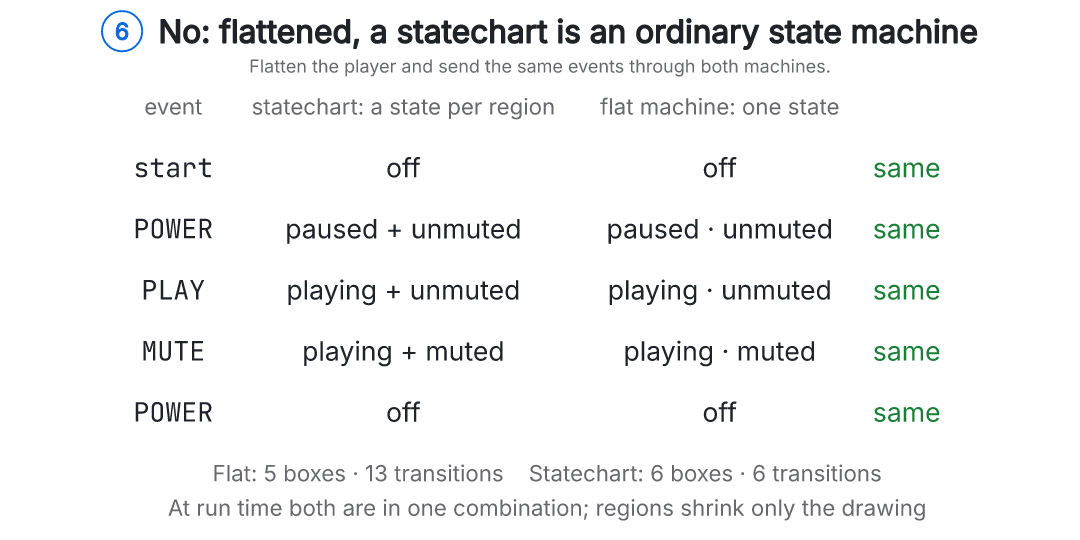 6 No: flattened, a statechart is an ordinary state machine
Flatten the player and send the same events through both machines.
event statechart: a state per region flat machine: one state
start off off same
POWER paused + unmuted paused · unmuted same
PLAY playing + unmuted playing · unmuted same
MUTE playing + muted playing · muted same
POWER off off same
Flat: 5 boxes · 13 transitions Statechart: 6 boxes · 6 transitions
At run time both are in one combination; regions shrink only the drawing